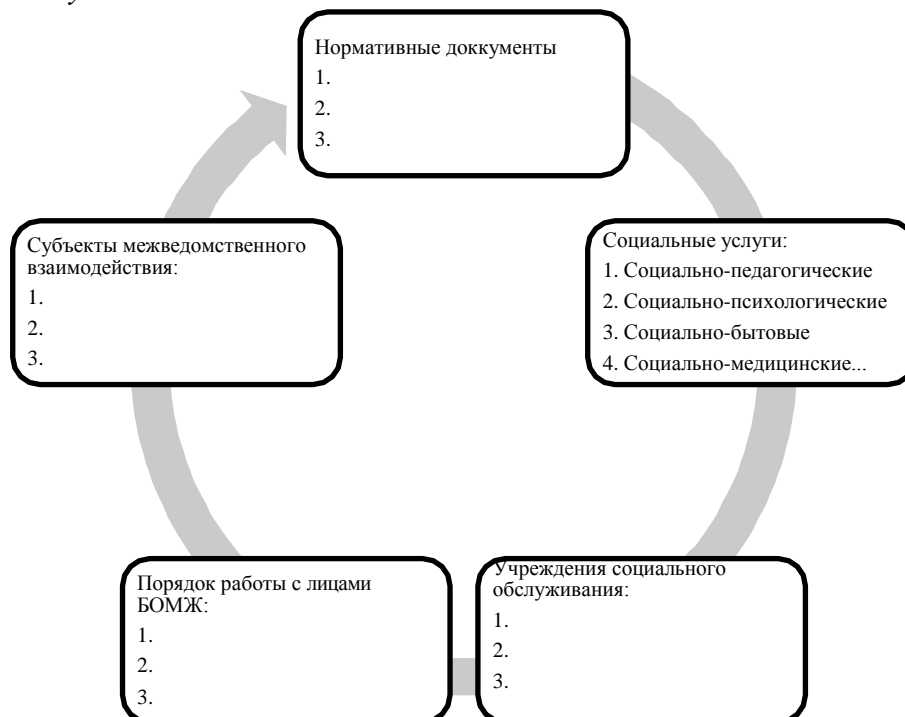 Нормативные доккументы
1.
2.
3.
Социальные услуги:
1. Социально-педагогические
2. Социально-психологические
3. Социально-бытовые
4. Социально-медицинские...
Учреждения социального
обслуживания:
1.
2.
3.
Порядок работы с лицами
БОМЖ:
1.
2.
3.
Субъекты межведомственного
взаимодействия:
1.
2.
3.